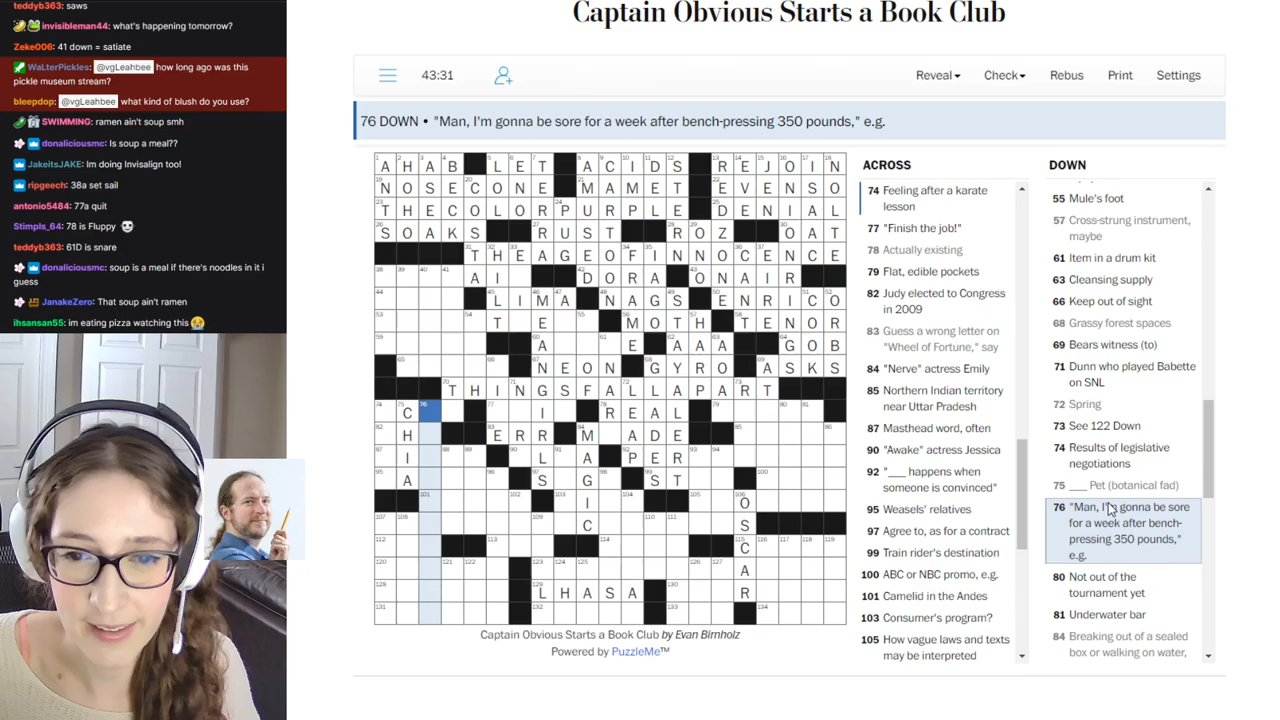 teddyb363: saws
invisibleman44: what's happening tomorrow?
Zeke006: 41 down = satiate
WaLterPickles: @vgLeahbee how long ago was this
pickle museum stream?
bleepdop: @vgLeahbee what kind of blush do you use?
SWIMMING: ramen ain't soup smh
donaliciousmc: Is soup a meal??
JakeitsJAKE: Im doing Invisalign too!
ripgeech: 38a set sail
antonio5484: 77a quit
Stimpls_64: 78 is Fluppy
teddyb363: 61D is snare
donaliciousmc: soup is a meal if there's noodles in it i
guess
JanakeZero: That soup ain't ramen
ihsansan55: im eating pizza watching this
Captain Obvious Starts a Book Club
43:31
Reveal Check Rebus Print Settings
76 DOWN • "Man, I'm gonna be sore for a week after bench-pressing 350 pounds," e.g.
A H A B L E T A C I D S R E J O I N
N O S E C O N E M A M E T E V E N S O
T H E C O L O R P U R P L E D E N I A L
S O A K S R U S T R O Z O A T
T H E A G E O F I N N O C E N C E
A I D O R A O N A I R
L I M A N A G S E N R I C O
T E M O T H T E N O R
A E A A A G O B
N E O N G Y R O A S K S
T H I N G S F A L L A P A R T
C I R E A L
H E R R M A D E
I L A P E R
A S G S T
I O
C S
C
A
L H A S A R
Captain Obvious Starts a Book Club by Evan Birnholz
Powered by PuzzleMe™
ACROSS
74 Feeling after a karate
lesson
77 "Finish the job!"
78 Actually existing
79 Flat, edible pockets
82 Judy elected to Congress
in 2009
83 Guess a wrong letter on
"Wheel of Fortune," say
84 "Nerve" actress Emily
85 Northern Indian territory
near Uttar Pradesh
87 Masthead word, often
90 "Awake" actress Jessica
92 "___ happens when
someone is convinced"
95 Weasels' relatives
97 Agree to, as for a contract
99 Train rider's destination
100 ABC or NBC promo, e.g.
101 Camelid in the Andes
103 Consumer's program?
105 How vague laws and texts
may be interpreted
DOWN
55 Mule's foot
57 Cross-strung instrument,
maybe
61 Item in a drum kit
63 Cleansing supply
66 Keep out of sight
68 Grassy forest spaces
69 Bears witness (to)
71 Dunn who played Babette
on SNL
72 Spring
73 See 122 Down
74 Results of legislative
negotiations
75 ___ Pet (botanical fad)
76 "Man, I'm gonna be sore
for a week after bench-
pressing 350 pounds,"
e.g.
80 Not out of the
tournament yet
81 Underwater bar
84 Breaking out of a sealed
box or walking on water,